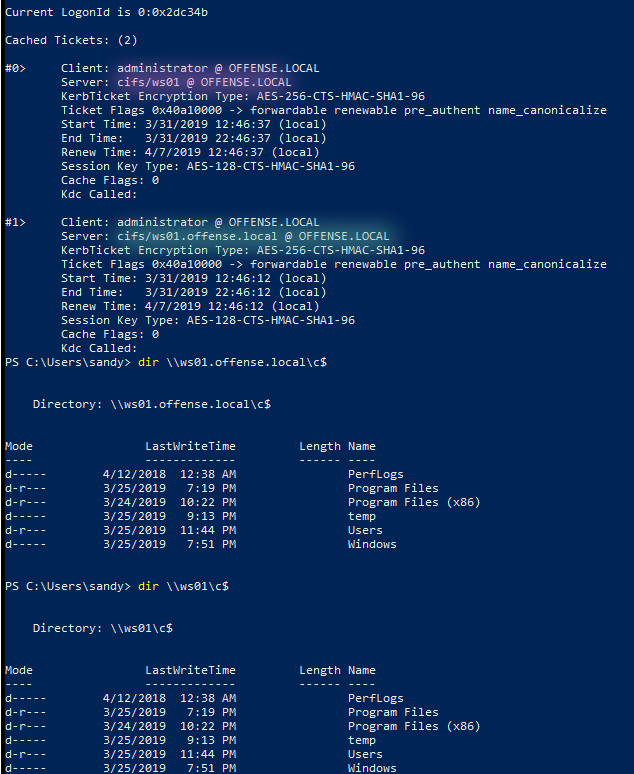 Current LogonId is 0:0x2dc34b
Cached Tickets: (2)
#0>     Client: administrator @ OFFENSE.LOCAL
        Server: cifs/ws01 @ OFFENSE.LOCAL
        KerbTicket Encryption Type: AES-256-CTS-HMAC-SHA1-96
        Ticket Flags 0x40a10000 -> forwardable renewable pre_authent name_canonicalize
        Start Time: 3/31/2019 12:46:37 (local)
        End Time:   3/31/2019 22:46:37 (local)
        Renew Time: 4/7/2019 12:46:37 (local)
        Session Key Type: AES-128-CTS-HMAC-SHA1-96
        Cache Flags: 0
        Kdc Called:
#1>     Client: administrator @ OFFENSE.LOCAL
        Server: cifs/ws01.offense.local @ OFFENSE.LOCAL
        KerbTicket Encryption Type: AES-256-CTS-HMAC-SHA1-96
        Ticket Flags 0x40a10000 -> forwardable renewable pre_authent name_canonicalize
        Start Time: 3/31/2019 12:46:12 (local)
        End Time:   3/31/2019 22:46:12 (local)
        Renew Time: 4/7/2019 12:46:12 (local)
        Session Key Type: AES-128-CTS-HMAC-SHA1-96
        Cache Flags: 0
        Kdc Called:
PS C:\Users\sandy> dir \\ws01.offense.local\c$
    Directory: \\ws01.offense.local\c$
Mode                LastWriteTime         Length Name
----                -------------         ------ ----
d-----        4/12/2018  12:38 AM                PerfLogs
d-r---        3/25/2019   7:19 PM                Program Files
d-r---        3/24/2019  10:22 PM                Program Files (x86)
d-----        3/25/2019   9:13 PM                temp
d-r---        3/25/2019  11:44 PM                Users
d-----        3/25/2019   7:51 PM                Windows
PS C:\Users\sandy> dir \\ws01\c$
    Directory: \\ws01\c$
Mode                LastWriteTime         Length Name
----                -------------         ------ ----
d-----        4/12/2018  12:38 AM                PerfLogs
d-r---        3/25/2019   7:19 PM                Program Files
d-r---        3/24/2019  10:22 PM                Program Files (x86)
d-----        3/25/2019   9:13 PM                temp
d-r---        3/25/2019  11:44 PM                Users
d-----        3/25/2019   7:51 PM                Windows